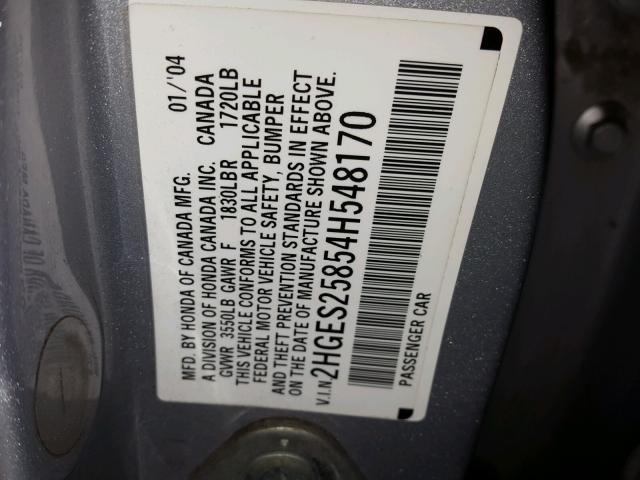 MFD. BY HONDA OF CANADA MFG. 01/'04
A DIVISION OF HONDA CANADA INC. CANADA
GVWR 3550LB GAWR F 1830LBR 1720LB
THIS VEHICLE CONFORMS TO ALL APPLICABLE
FEDERAL MOTOR VEHICLE SAFETY, BUMPER
AND THEFT PREVENTION STANDARDS IN EFFECT
ON THE DATE OF MANUFACTURE SHOWN ABOVE.
V.I.N. 2HGES25854H548170
PASSENGER CAR